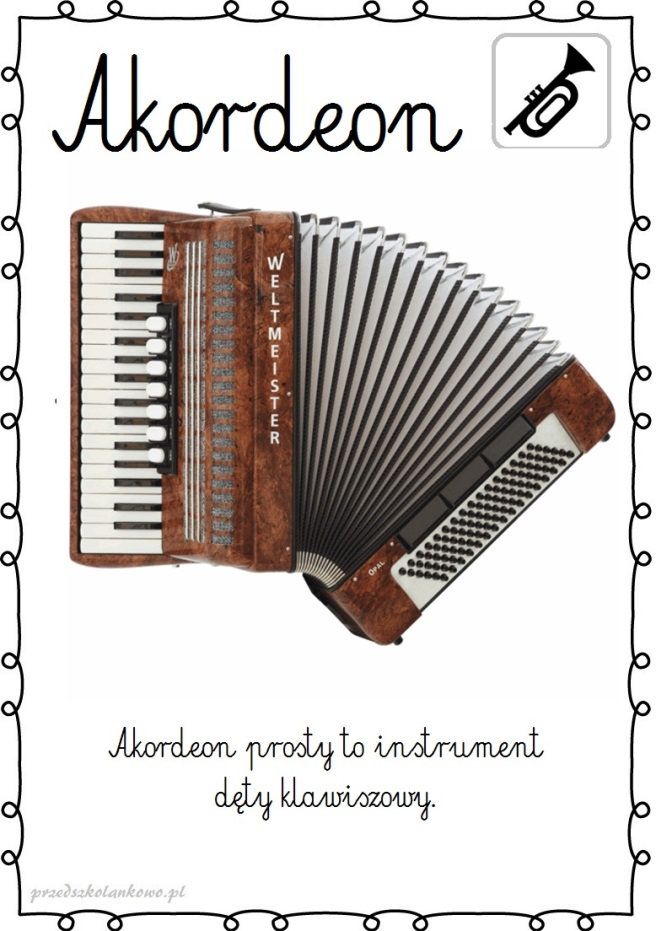 Akordeon
WELTMEISTER
OPAL
Akordeon prosty to instrument
dęty klawiszowy.
przedszkolankowo.pl